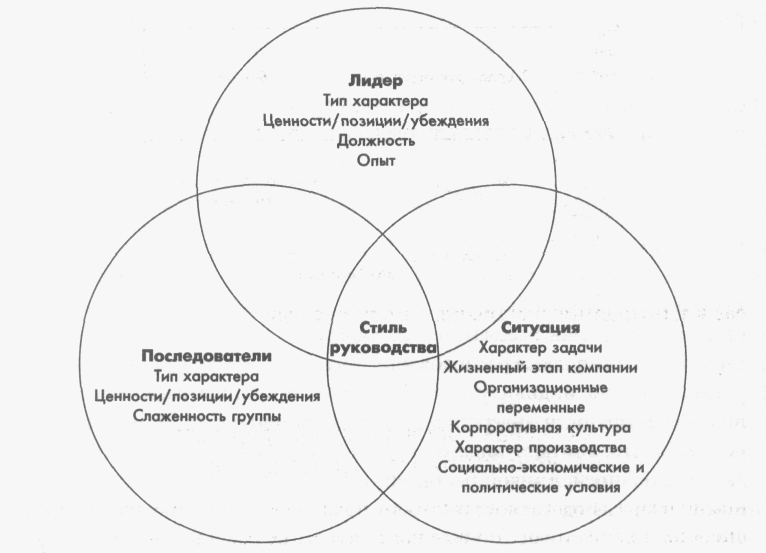 Лидер
Тип характера
Ценности/позиции/убеждения
Должность
Опыт
Стиль
руководства
Последователи
Тип характера
Ценности/позиции/убеждения
Слаженность группы
Ситуация
Характер задачи
Жизненный этап компании
Организационные
переменные
Корпоративная культура
Характер производства
Социально-экономические и
политические условия